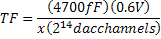 TF = (4700fF)(0.6V) / x(2^14 dacchannels)